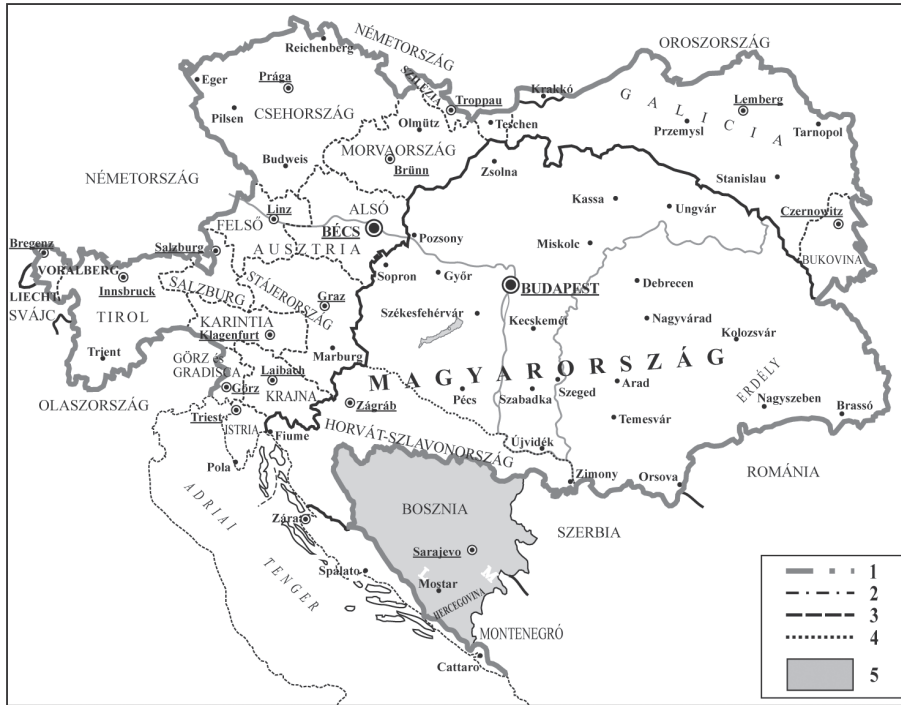 NÉMETORSZÁG
Reichenberg
OROSZORSZÁG
Eger
Prága
SZILÉZIA
Krakkó
GALICIA
Lemberg
Pilsen
CSEHORSZÁG
Troppau
Olmütz
Teschen
Przemysl
Tarnopol
MORVAORSZÁG
Brünn
Zsolna
Budweis
Stanislau
NÉMETORSZÁG
Kassa
Ungvár
Linz
ALSÓ
Czernowitz
FELSŐ
BÉCS
Pozsony
Miskolc
Bregenz
Salzburg
AUSZTRIA
BUKOVINA
VORALBERG
Sopron
Győr
BUDAPEST
Debrecen
LIECHT.
Innsbruck
SALZBURG
STÁJERORSZÁG
SVÁJC
TIROL
Graz
Székesfehérvár
Kecskemét
Nagyvárad
KARINTIA
Klagenfurt
Kolozsvár
Marburg
Trient
GÖRZ és
GRADISCA
MAGYARORSZÁG
Laibach
Görz
KRAJNA
Pécs
Szabadka
Szeged
Arad
ERDÉLY
OLASZORSZÁG
Zágráb
Nagyszeben
Brassó
Triest
ISTRIA
Fiume
HORVÁT-SZLAVONORSZÁG
Újvidék
Temesvár
Pola
Zimony
Orsova
ROMÁNIA
ADRIAI TENGER
BOSZNIA
Zára
SZERBIA
Sarajevo
Spalato
Mostar
HERCEGOVINA
MONTENEGRÓ
Cattaro
1
2
3
4
5